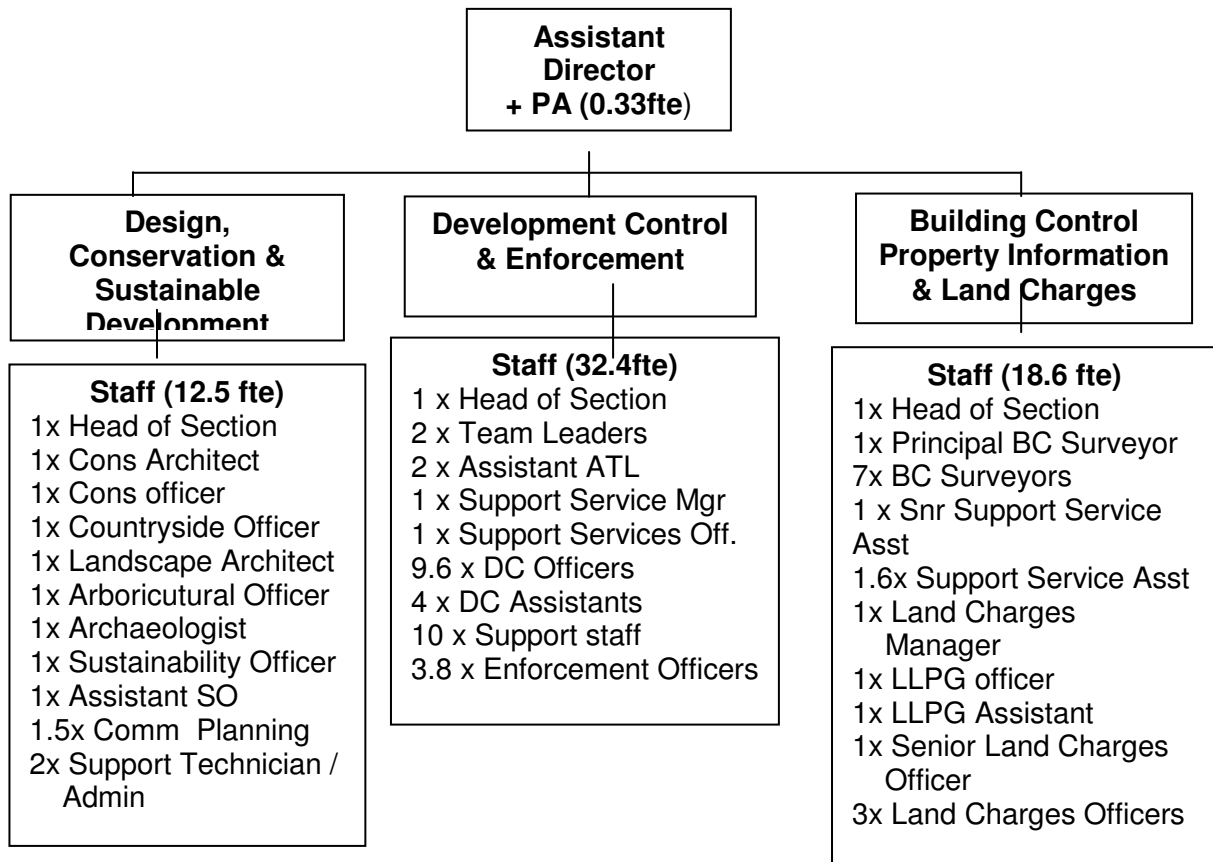 Assistant
Director
+ PA (0.33fte)
Design,
Conservation &
Sustainable
Development
Development Control
& Enforcement
Building Control
Property Information
& Land Charges
Staff (12.5 fte)
1x Head of Section
1x Cons Architect
1x Cons officer
1x Countryside Officer
1x Landscape Architect
1x Arboricutural Officer
1x Archaeologist
1x Sustainability Officer
1x Assistant SO
1.5x Comm Planning
2x Support Technician /
Admin
Staff (32.4fte)
1 x Head of Section
2 x Team Leaders
2 x Assistant ATL
1 x Support Service Mgr
1 x Support Services Off.
9.6 x DC Officers
4 x DC Assistants
10 x Support staff
3.8 x Enforcement Officers
Staff (18.6 fte)
1x Head of Section
1x Principal BC Surveyor
7x BC Surveyors
1 x Snr Support Service
Asst
1.6x Support Service Asst
1x Land Charges
Manager
1x LLPG officer
1x LLPG Assistant
1x Senior Land Charges
Officer
3x Land Charges Officers